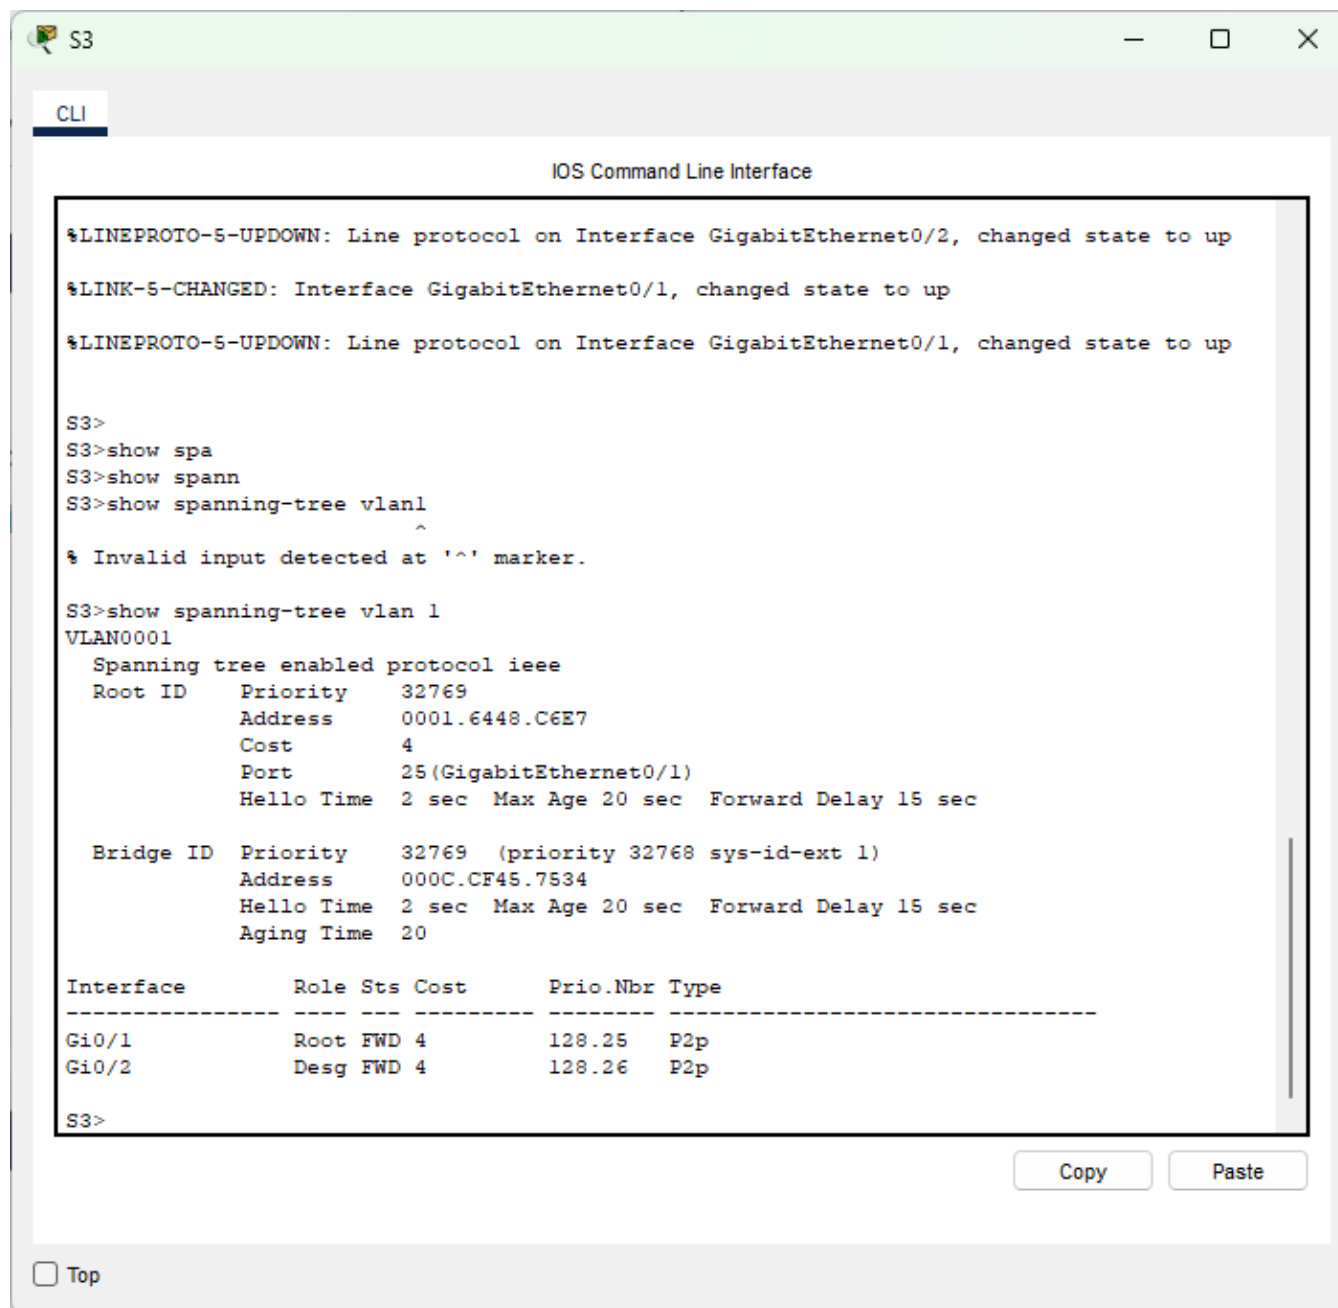 S3
CLI
IOS Command Line Interface
%LINEPROTO-5-UPDOWN: Line protocol on Interface GigabitEthernet0/2, changed state to up
%LINK-5-CHANGED: Interface GigabitEthernet0/1, changed state to up
%LINEPROTO-5-UPDOWN: Line protocol on Interface GigabitEthernet0/1, changed state to up
S3>
S3>show spa
S3>show spann
S3>show spanning-tree vlan1
^
% Invalid input detected at '^' marker.
S3>show spanning-tree vlan 1
VLAN0001
Spanning tree enabled protocol ieee
Root ID Priority 32769
Address 0001.6448.C6E7
Cost 4
Port 25(GigabitEthernet0/1)
Hello Time 2 sec Max Age 20 sec Forward Delay 15 sec
Bridge ID Priority 32769 (priority 32768 sys-id-ext 1)
Address 000C.CF45.7534
Hello Time 2 sec Max Age 20 sec Forward Delay 15 sec
Aging Time 20
Interface Role Sts Cost Prio.Nbr Type
---------------- ---- --- --------- -------- --------------------------------
Gi0/1 Root FWD 4 128.25 P2p
Gi0/2 Desg FWD 4 128.26 P2p
S3>
Copy Paste
Top